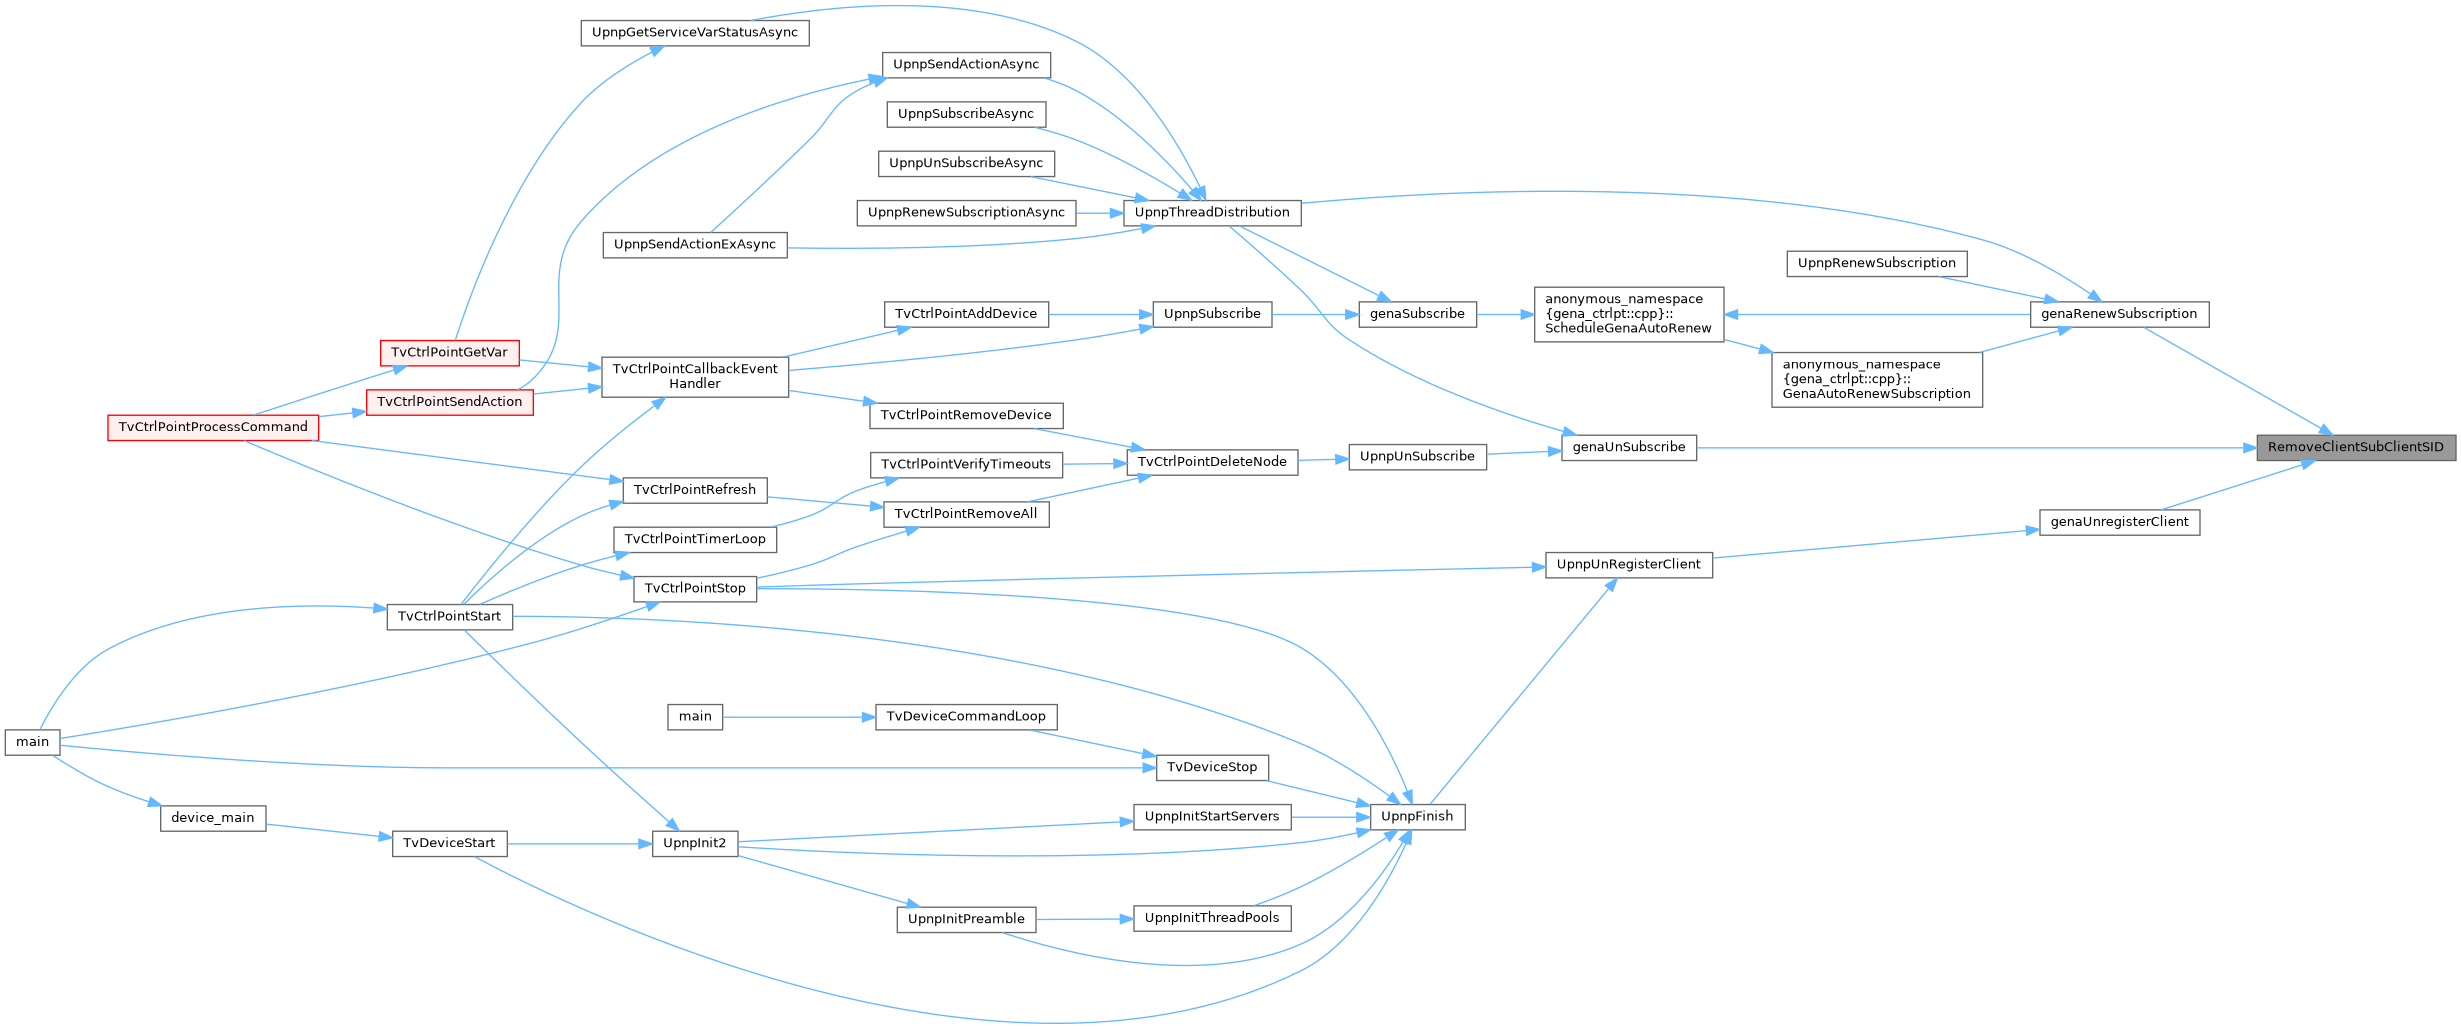 UpnpGetServiceVarStatusAsync
UpnpSendActionAsync
UpnpSubscribeAsync
UpnpUnSubscribeAsync
UpnpRenewSubscriptionAsync
UpnpThreadDistribution
UpnpSendActionExAsync
UpnpRenewSubscription
TvCtrlPointAddDevice
UpnpSubscribe
genaSubscribe
anonymous_namespace
{gena_ctrlpt::cpp}::
ScheduleGenaAutoRenew
genaRenewSubscription
TvCtrlPointGetVar
TvCtrlPointCallbackEvent
Handler
anonymous_namespace
{gena_ctrlpt::cpp}::
GenaAutoRenewSubscription
TvCtrlPointSendAction
TvCtrlPointRemoveDevice
TvCtrlPointProcessCommand
genaUnSubscribe
RemoveClientSubClientSID
TvCtrlPointVerifyTimeouts
TvCtrlPointDeleteNode
UpnpUnSubscribe
TvCtrlPointRefresh
TvCtrlPointRemoveAll
genaUnregisterClient
TvCtrlPointTimerLoop
UpnpUnRegisterClient
TvCtrlPointStop
TvCtrlPointStart
main
TvDeviceCommandLoop
main
TvDeviceStop
device_main
UpnpInitStartServers
UpnpFinish
TvDeviceStart
UpnpInit2
UpnpInitPreamble
UpnpInitThreadPools